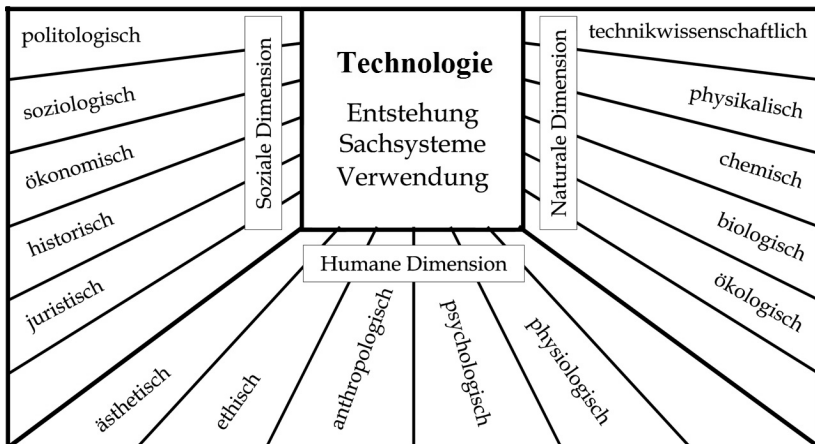 politologisch
soziologisch
ökonomisch
historisch
juristisch
Soziale Dimension
Technologie
Entstehung
Sachsysteme
Verwendung
Naturale Dimension
technikwissenschaftlich
physikalisch
chemisch
biologisch
ökologisch
Humane Dimension
ästhetisch
ethisch
anthropologisch
psychologisch
physiologisch